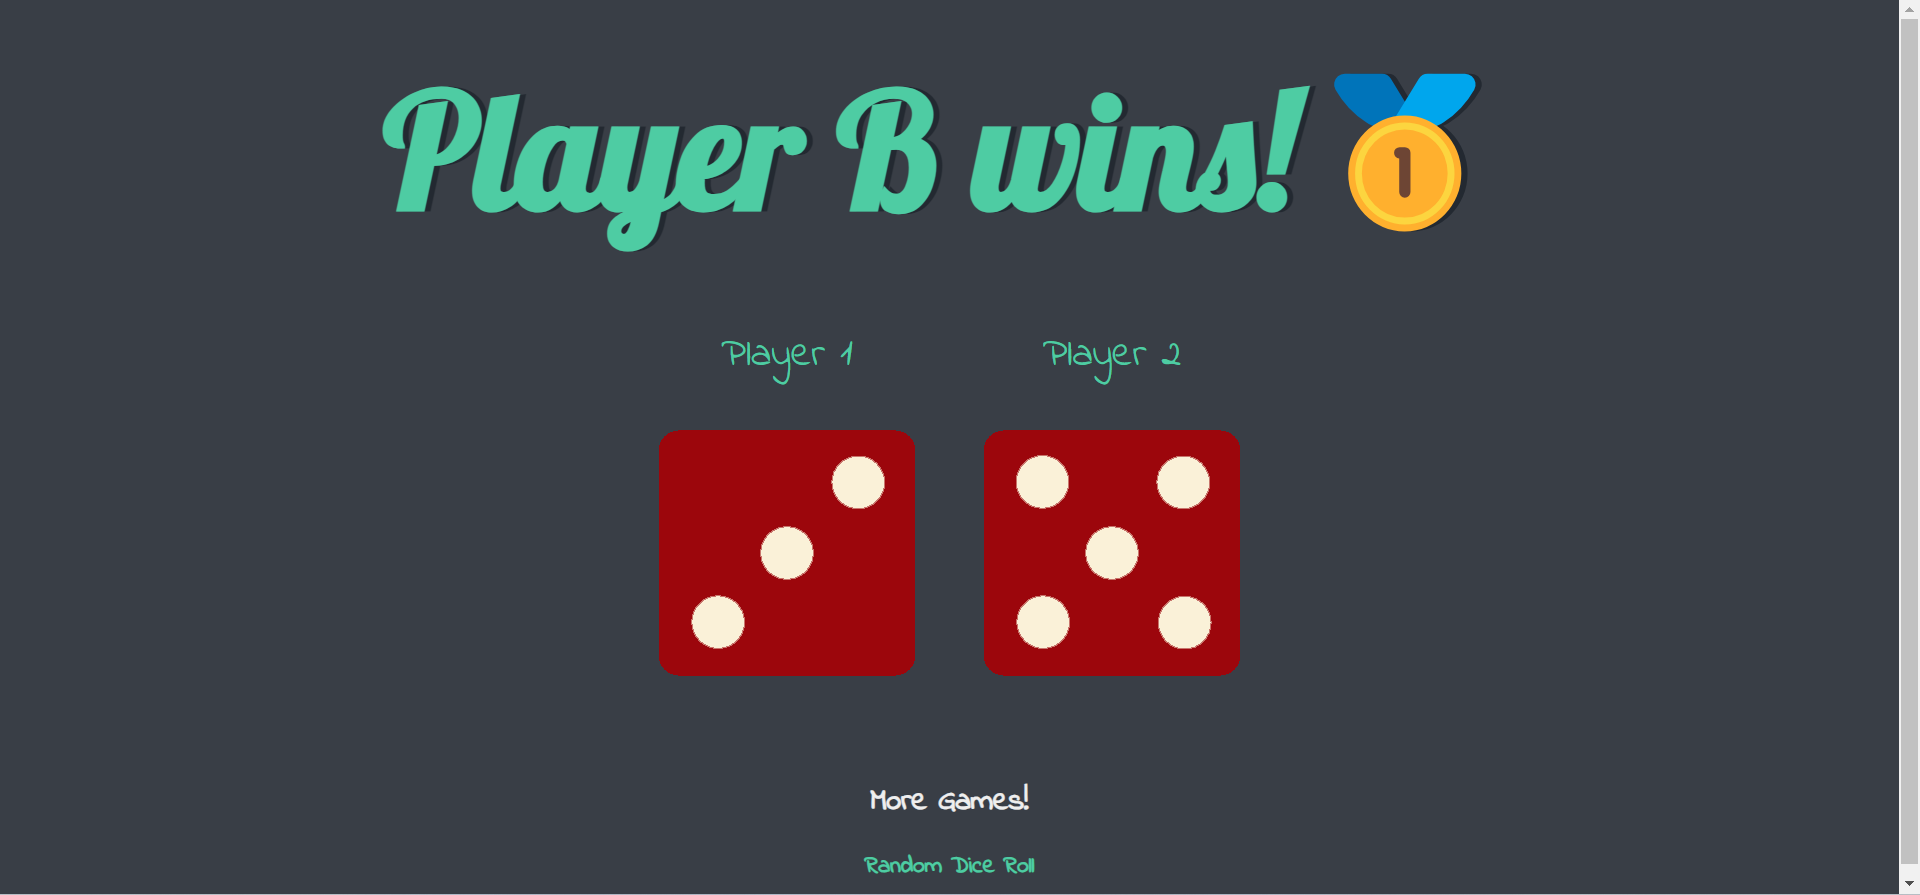 Player B wins! 🥇
Player 1
Player 2
More Games!
Random Dice Roll